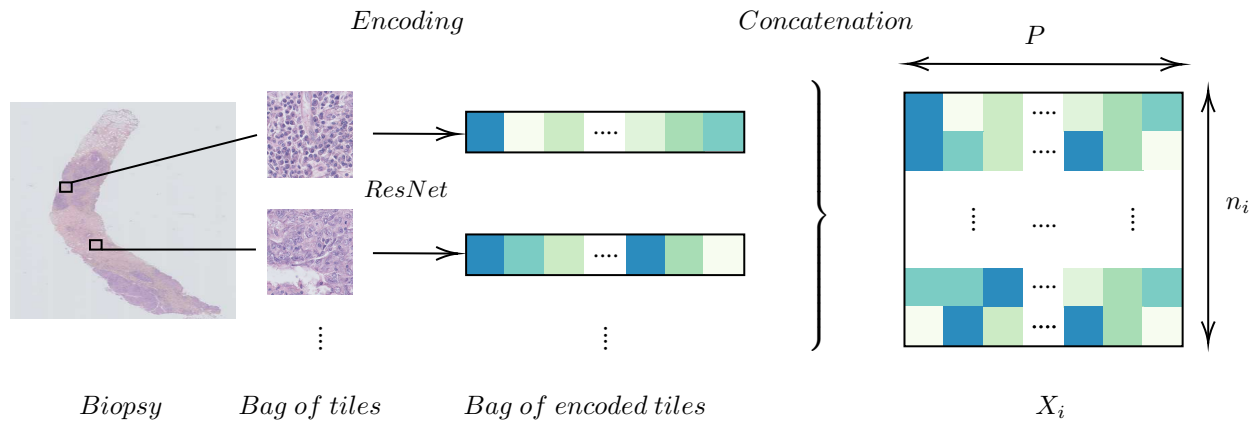 Encoding
Concatenation
P
ResNet
n_i
Biopsy
Bag of tiles
Bag of encoded tiles
X_i